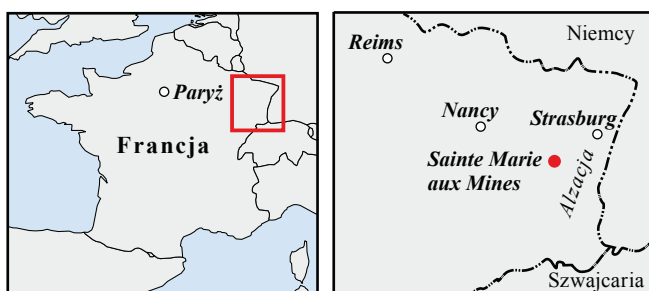 Paryż
Francja
Reims
Niemcy
Nancy
Strasburg
Sainte Marie
aux Mines
Alzacja
Szwajcaria